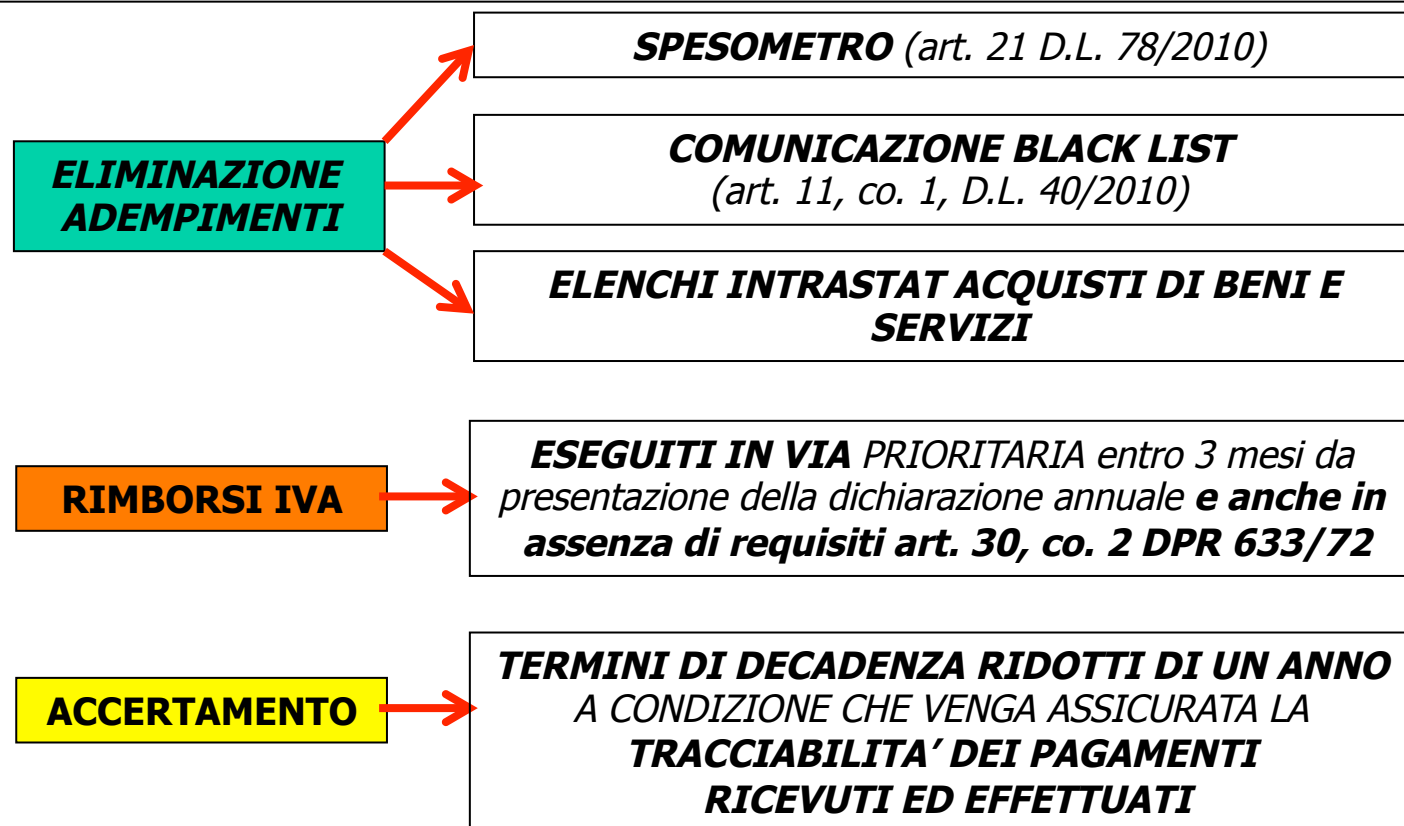 SPESOMETRO (art. 21 D.L. 78/2010)
ELIMINAZIONE
ADEMPIMENTI
COMUNICAZIONE BLACK LIST
(art. 11, co. 1, D.L. 40/2010)
ELENCHI INTRASTAT ACQUISTI DI BENI E
SERVIZI
RIMBORSI IVA
ESEGUITI IN VIA PRIORITARIA entro 3 mesi da
presentazione della dichiarazione annuale e anche in
assenza di requisiti art. 30, co. 2 DPR 633/72
ACCERTAMENTO
TERMINI DI DECADENZA RIDOTTI DI UN ANNO
A CONDIZIONE CHE VENGA ASSICURATA LA
TRACCIABILITA’ DEI PAGAMENTI
RICEVUTI ED EFFETTUATI